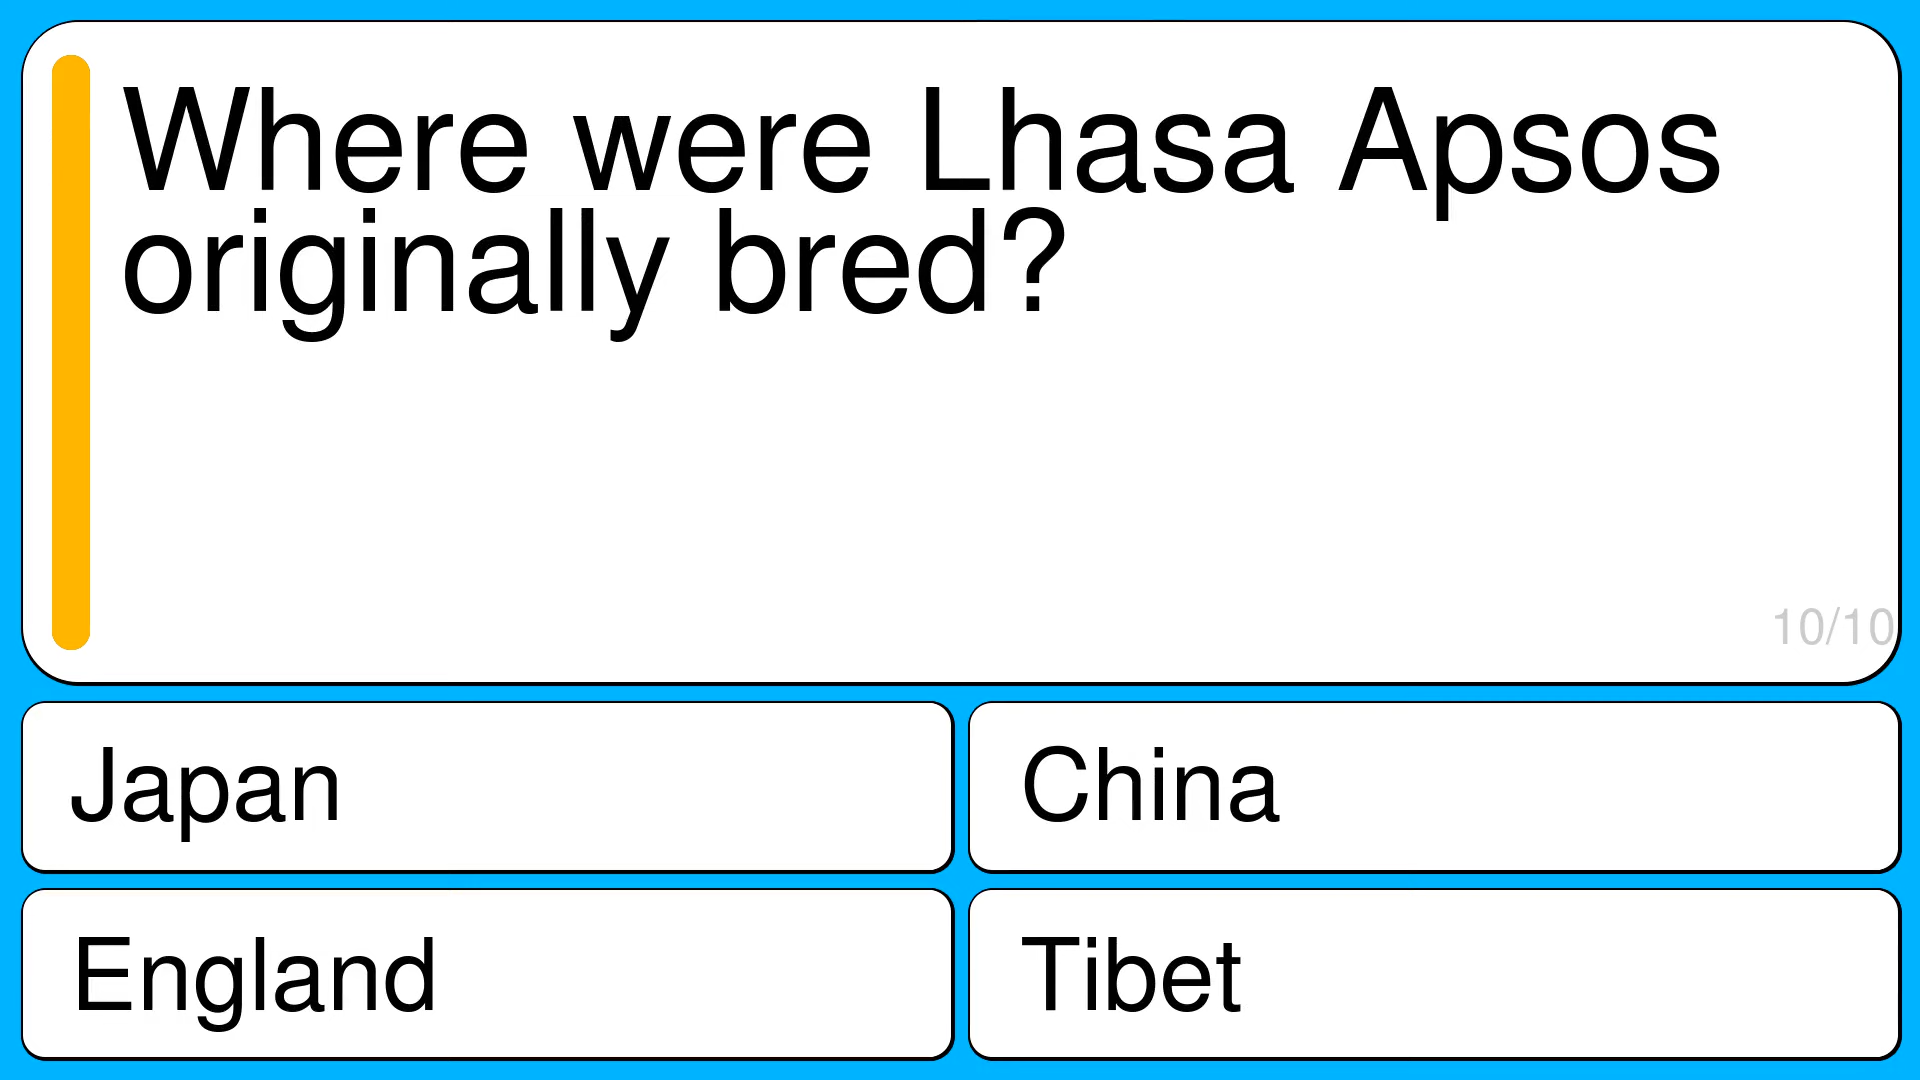 Where were Lhasa Apsos
originally bred?
10/10
Japan
China
England
Tibet